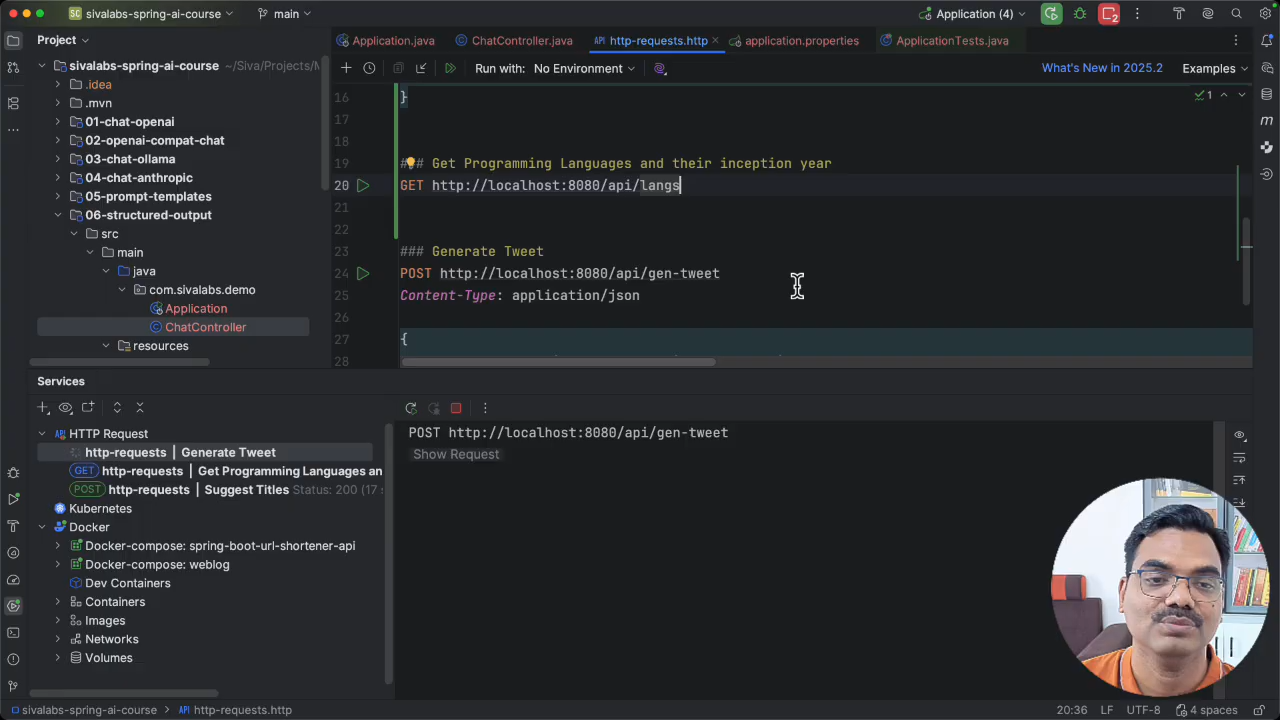 SC sivalabs-spring-ai-course
main
Application (4)
2
Project
Application.java
ChatController.java
API http-requests.http
application.properties
ApplicationTests.java
Run with: No Environment
What's New in 2025.2
Examples
sivalabs-spring-ai-course ~/Siva/Projects/M
.idea
.mvn
01-chat-openai
02-openai-compat-chat
03-chat-ollama
04-chat-anthropic
05-prompt-templates
06-structured-output
src
main
java
com.sivalabs.demo
Application
ChatController
resources
1
16 }
17
18
19 ### Get Programming Languages and their inception year
20 GET http://localhost:8080/api/langs
21
22
23 ### Generate Tweet
24 POST http://localhost:8080/api/gen-tweet
25 Content-Type: application/json
26
27 {
28
Services
HTTP Request
http-requests | Generate Tweet
GET http-requests | Get Programming Languages an
POST http-requests | Suggest Titles Status: 200 (17 s
Kubernetes
Docker
Docker-compose: spring-boot-url-shortener-api
Docker-compose: weblog
Dev Containers
Containers
Images
Networks
Volumes
POST http://localhost:8080/api/gen-tweet
Show Request
sivalabs-spring-ai-course
API http-requests.http
20:36
LF
UTF-8
4 spaces